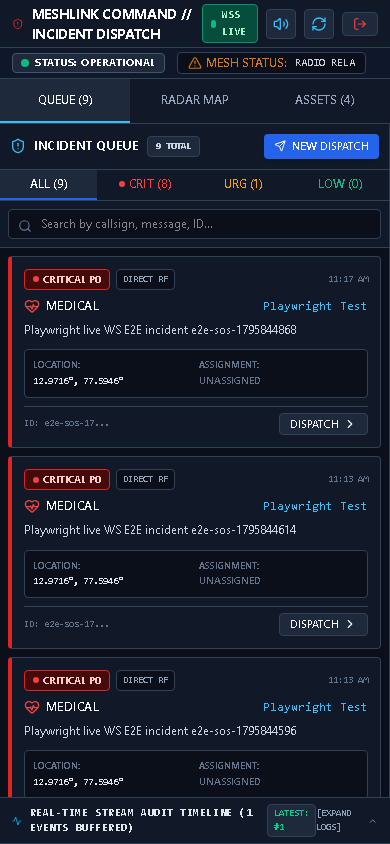 MESHLINK COMMAND //
INCIDENT DISPATCH
WSS
LIVE
STATUS: OPERATIONAL
MESH STATUS: RADIO RELA
QUEUE (9)
RADAR MAP
ASSETS (4)
INCIDENT QUEUE
9 TOTAL
NEW DISPATCH
ALL (9)
CRIT (8)
URG (1)
LOW (0)
Search by callsign, message, ID...
CRITICAL P0
DIRECT RF
11:17 AM
MEDICAL
Playwright Test
Playwright live WS E2E incident e2e-sos-1795844868
LOCATION:
ASSIGNMENT:
12.9716°, 77.5946°
UNASSIGNED
ID: e2e-sos-17...
DISPATCH
CRITICAL P0
DIRECT RF
11:13 AM
MEDICAL
Playwright Test
Playwright live WS E2E incident e2e-sos-1795844614
LOCATION:
ASSIGNMENT:
12.9716°, 77.5946°
UNASSIGNED
ID: e2e-sos-17...
DISPATCH
CRITICAL P0
DIRECT RF
11:13 AM
MEDICAL
Playwright Test
Playwright live WS E2E incident e2e-sos-1795844596
LOCATION:
ASSIGNMENT:
12.9716°, 77.5946°
UNASSIGNED
REAL-TIME STREAM AUDIT TIMELINE (1
EVENTS BUFFERED)
LATEST:
#1
[EXPAND
LOGS]